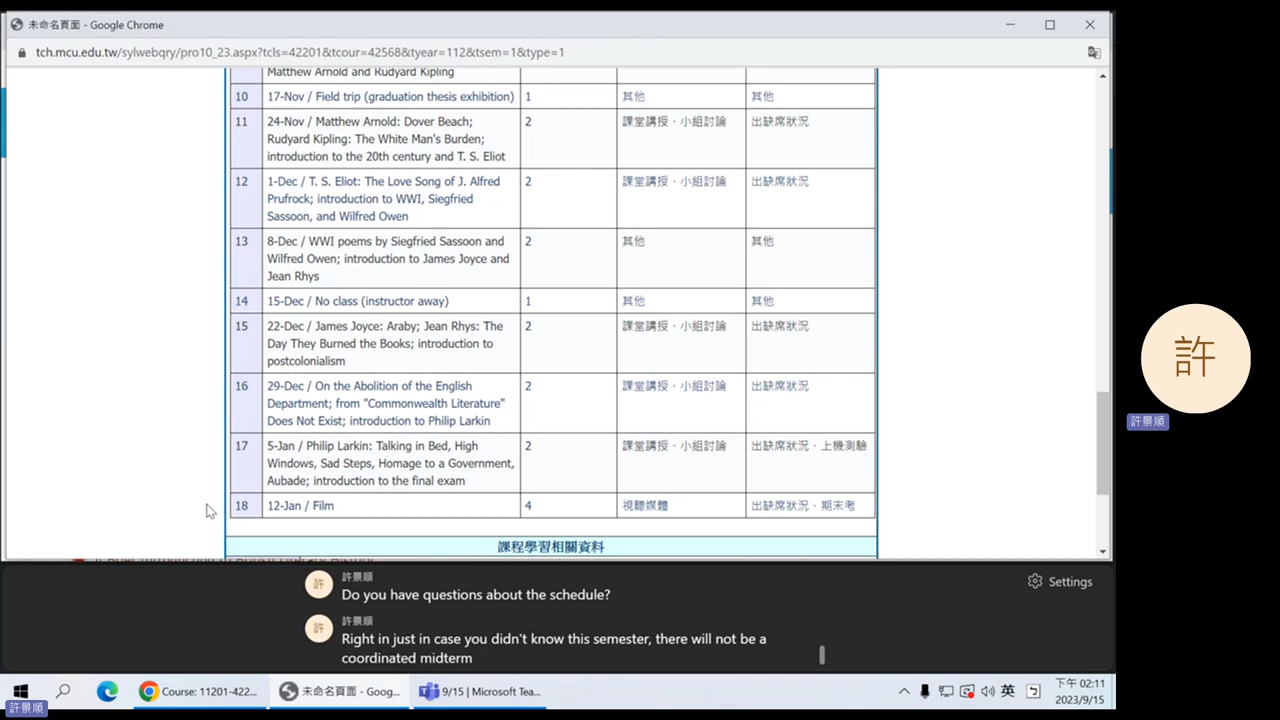 未命名頁面 - Google Chrome
tch.mcu.edu.tw/sylwebqry/pro10_23.aspx?tcls=42201&tcour=42568&tyear=112&tsem=1&type=1
Matthew Arnold and Rudyard Kipling
10 17-Nov / Field trip (graduation thesis exhibition) 1 其他 其他
11 24-Nov / Matthew Arnold: Dover Beach; 2 課堂講授、小組討論 出缺席狀況
Rudyard Kipling: The White Man's Burden;
introduction to the 20th century and T. S. Eliot
12 1-Dec / T. S. Eliot: The Love Song of J. Alfred 2 課堂講授、小組討論 出缺席狀況
Prufrock; introduction to WWI, Siegfried
Sassoon, and Wilfred Owen
13 8-Dec / WWI poems by Siegfried Sassoon and 2 其他 其他
Wilfred Owen; introduction to James Joyce and
Jean Rhys
14 15-Dec / No class (instructor away) 1 其他 其他
15 22-Dec / James Joyce: Araby; Jean Rhys: The 2 課堂講授、小組討論 出缺席狀況
Day They Burned the Books; introduction to
postcolonialism
16 29-Dec / On the Abolition of the English 2 課堂講授、小組討論 出缺席狀況
Department; from "Commonwealth Literature"
Does Not Exist; introduction to Philip Larkin
17 5-Jan / Philip Larkin: Talking in Bed, High 2 課堂講授、小組討論 出缺席狀況、上機測驗
Windows, Sad Steps, Homage to a Government,
Aubade; introduction to the final exam
18 12-Jan / Film 4 視聽媒體 出缺席狀況、期末考
課程學習相關資料
許
許景順
許 許景順
Do you have questions about the schedule?
Settings
許 許景順
Right in just in case you didn't know this semester, there will not be a
coordinated midterm
Course: 11201-422...
未命名頁面 - Goog...
9/15 | Microsoft Tea...
英
下午 02:11
2023/9/15
許景順